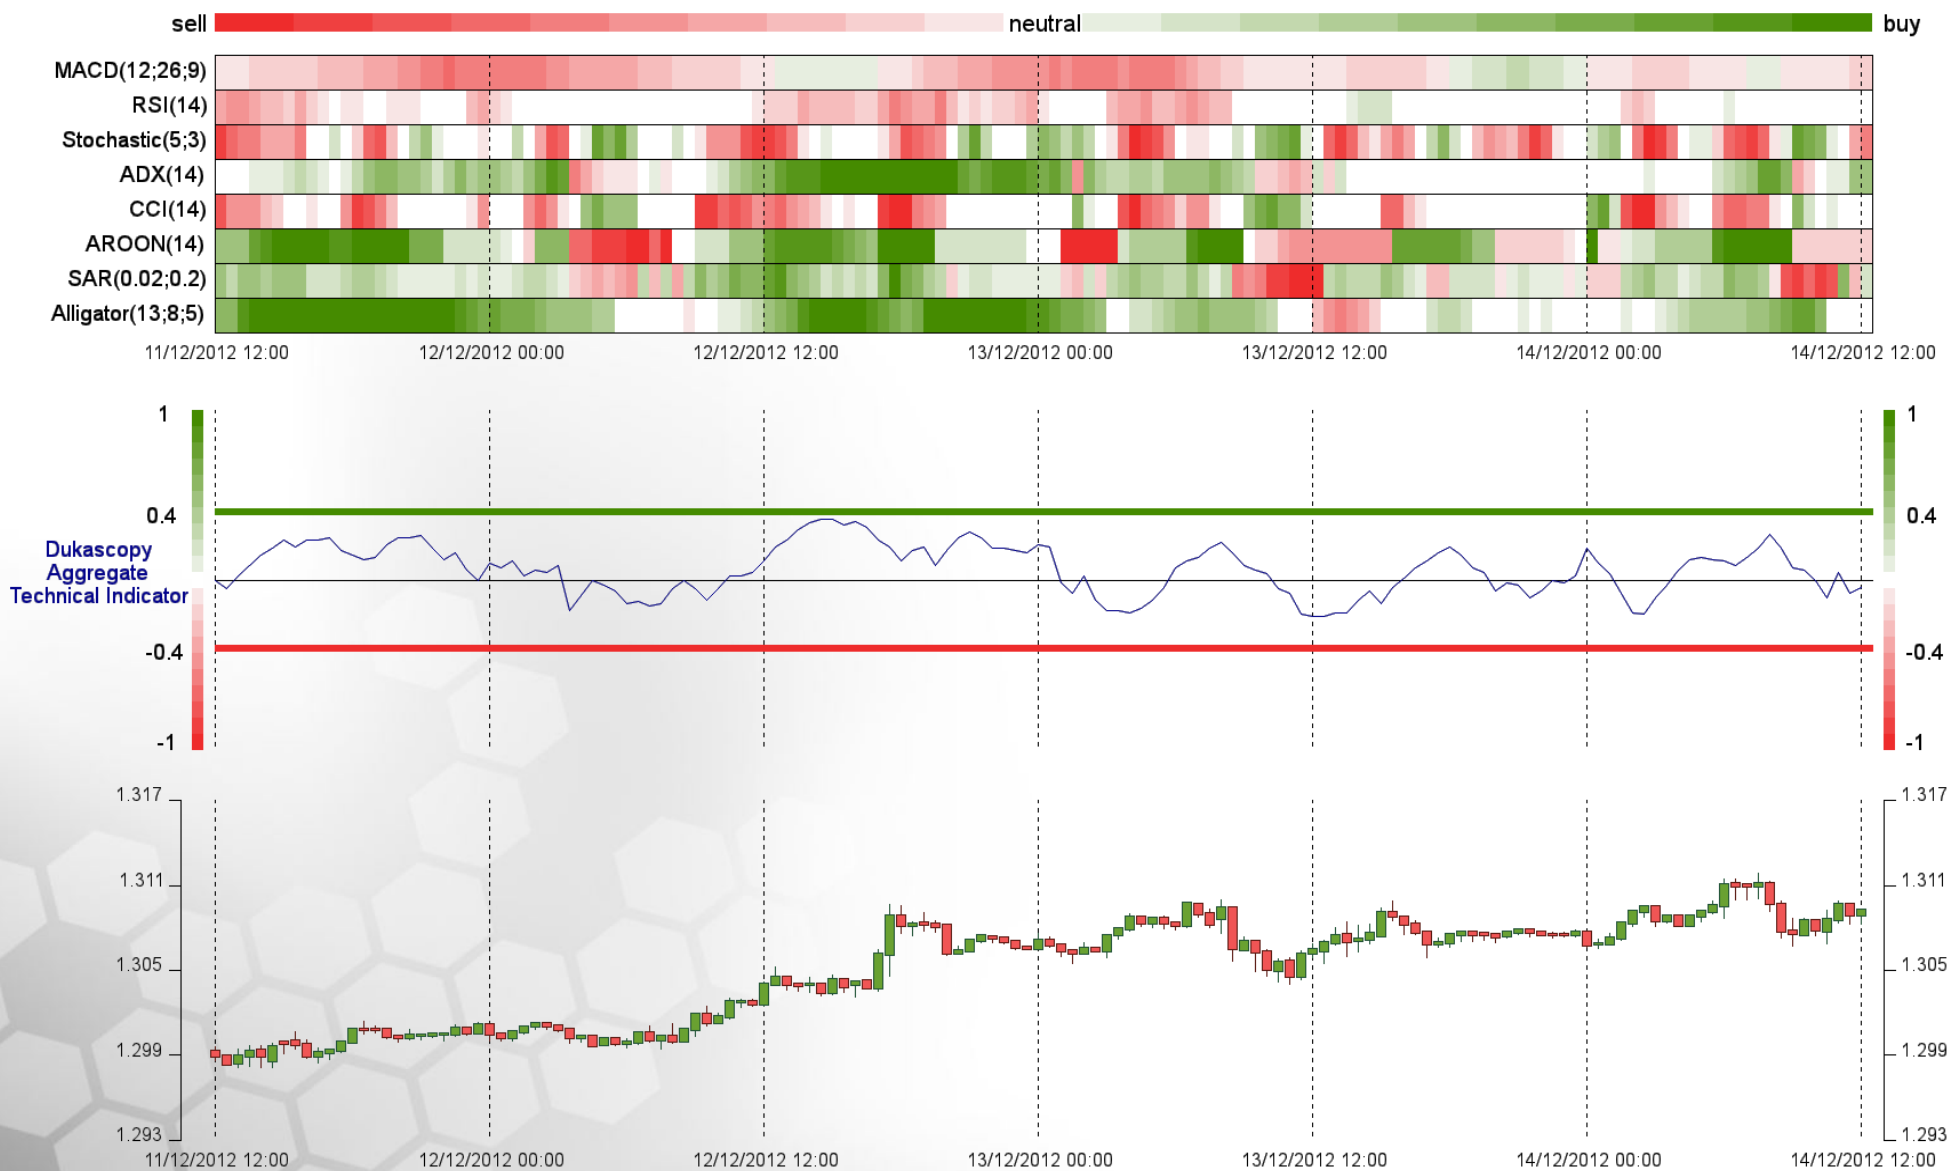 sell neutral buy
MACD(12;26;9)
RSI(14)
Stochastic(5;3)
ADX(14)
CCI(14)
AROON(14)
SAR(0.02;0.2)
Alligator(13;8;5)
11/12/2012 12:00 12/12/2012 00:00 12/12/2012 12:00 13/12/2012 00:00 13/12/2012 12:00 14/12/2012 00:00 14/12/2012 12:00
1 1
0.4 0.4
Dukascopy
Aggregate
Technical Indicator
-0.4 -0.4
-1 -1
1.317 1.317
1.311 1.311
1.305 1.305
1.299 1.299
1.293 1.293
11/12/2012 12:00 12/12/2012 00:00 12/12/2012 12:00 13/12/2012 00:00 13/12/2012 12:00 14/12/2012 00:00 14/12/2012 12:00